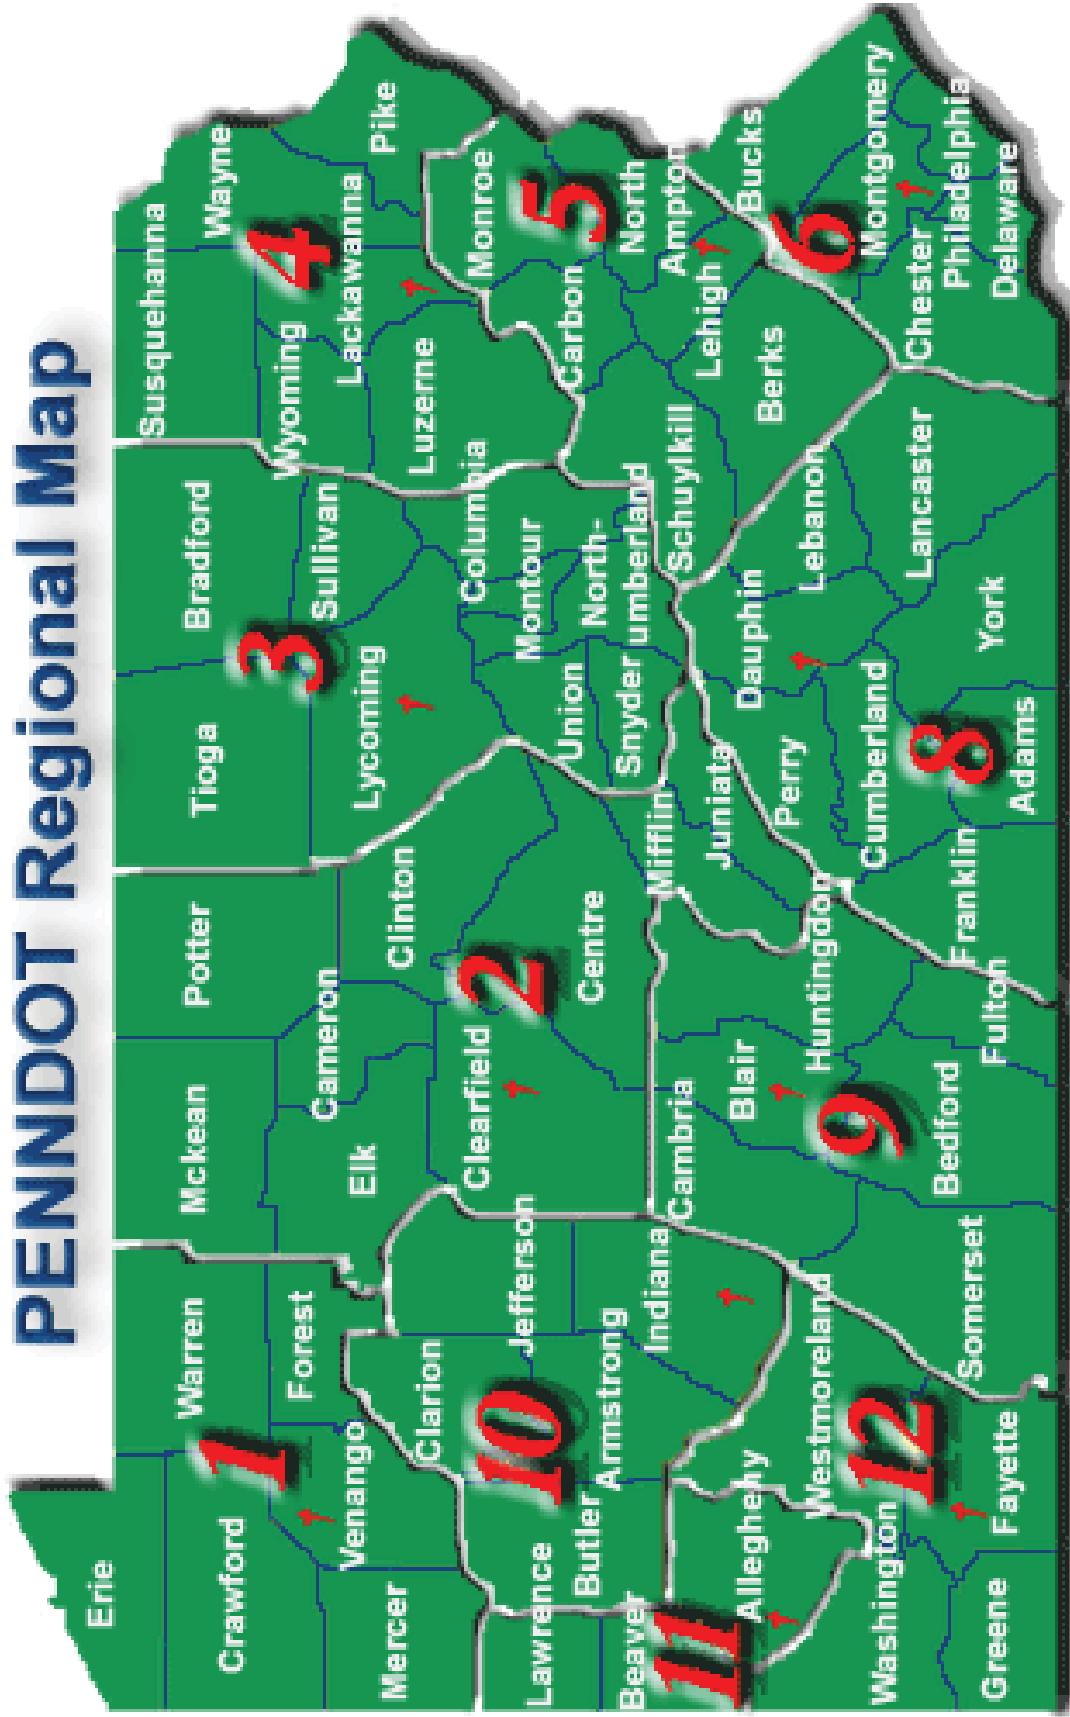 PENNDOT Regional Map
Erie
Crawford
Warren
Mckean
Potter
Tioga
Bradford
Susquehanna
Wayne
1
3
4
Mercer
Venango
Forest
Elk
Cameron
Clinton
Lycoming
Sullivan
Wyoming
Lackawanna
Pike
Luzerne
Clarion
Jefferson
Clearfield
2
Centre
Union
Snyder
Montour
Columnia
North-
umberland
Monroe
Carbon
5
North
Ampton
Lawrence
Butler
10
Armstrong
Indiana
Cambria
Blair
Mifflin
Juniata
Perry
Dauphin
Schuylkill
Lehigh
Berks
Bucks
Beaver
11
Allegheny
Westmoreland
9
Huntingdon
Cumberland
Lebanon
6
Montgomery
Philadelphia
Chester
Delaware
Washington
12
Greene
Fayette
Somerset
Bedford
Fulton
Franklin
8
Adams
York
Lancaster